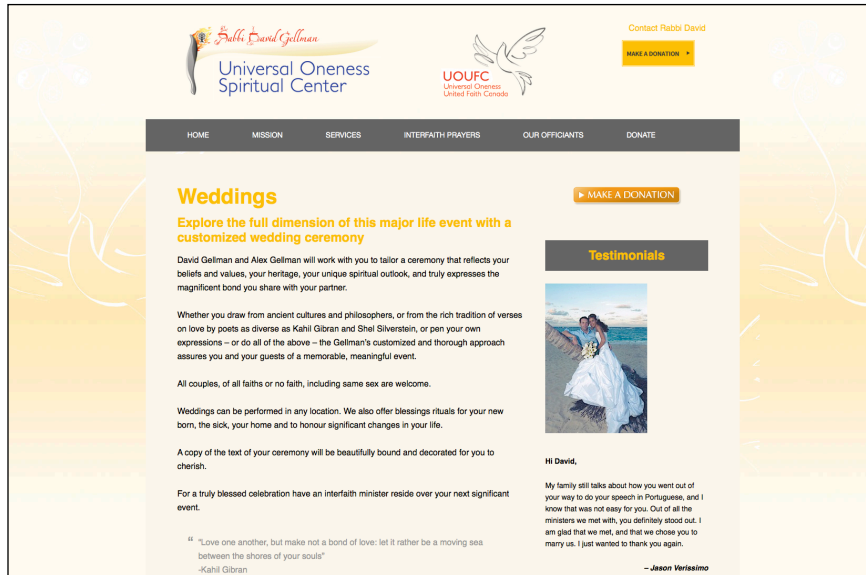 Rabbi David Gellman
Universal Oneness
Spiritual Center
UOUFC
Universal Oneness
United Faith Canada
Contact Rabbi David
MAKE A DONATION
HOME MISSION SERVICES INTERFAITH PRAYERS OUR OFFICIANTS DONATE
Weddings
Explore the full dimension of this major life event with a
customized wedding ceremony
David Gellman and Alex Gellman will work with you to tailor a ceremony that reflects your
beliefs and values, your heritage, your unique spiritual outlook, and truly expresses the
magnificent bond you share with your partner.
Whether you draw from ancient cultures and philosophers, or from the rich tradition of verses
on love by poets as diverse as Kahil Gibran and Shel Silverstein, or pen your own
expressions – or do all of the above – the Gellman's customized and thorough approach
assures you and your guests of a memorable, meaningful event.
All couples, of all faiths or no faith, including same sex are welcome.
Weddings can be performed in any location. We also offer blessings rituals for your new
born, the sick, your home and to honour significant changes in your life.
A copy of the text of your ceremony will be beautifully bound and decorated for you to
cherish.
For a truly blessed celebration have an interfaith minister reside over your next significant
event.
“ "Love one another, but make not a bond of love: let it rather be a moving sea
between the shores of your souls"
-Kahil Gibran
MAKE A DONATION
Testimonials
Hi David,
My family still talks about how you went out of
your way to do your speech in Portuguese, and I
know that was not easy for you. Out of all the
ministers we met with, you definitely stood out. I
am glad that we met, and that we chose you to
marry us. I just wanted to thank you again.
– Jason Verissimo